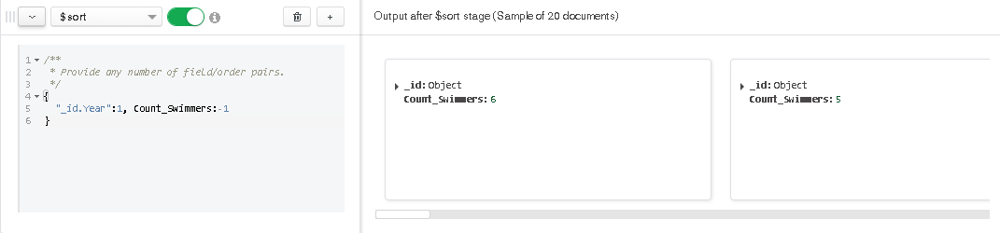 $sort
Output after $sort stage (Sample of 20 documents)
1 /**
2  * Provide any number of field/order pairs.
3  */
4 {
5   "_id.Year":1, Count_Swimmers:-1
6 }
_id: Object
Count_Swimmers: 6
_id: Object
Count_Swimmers: 5